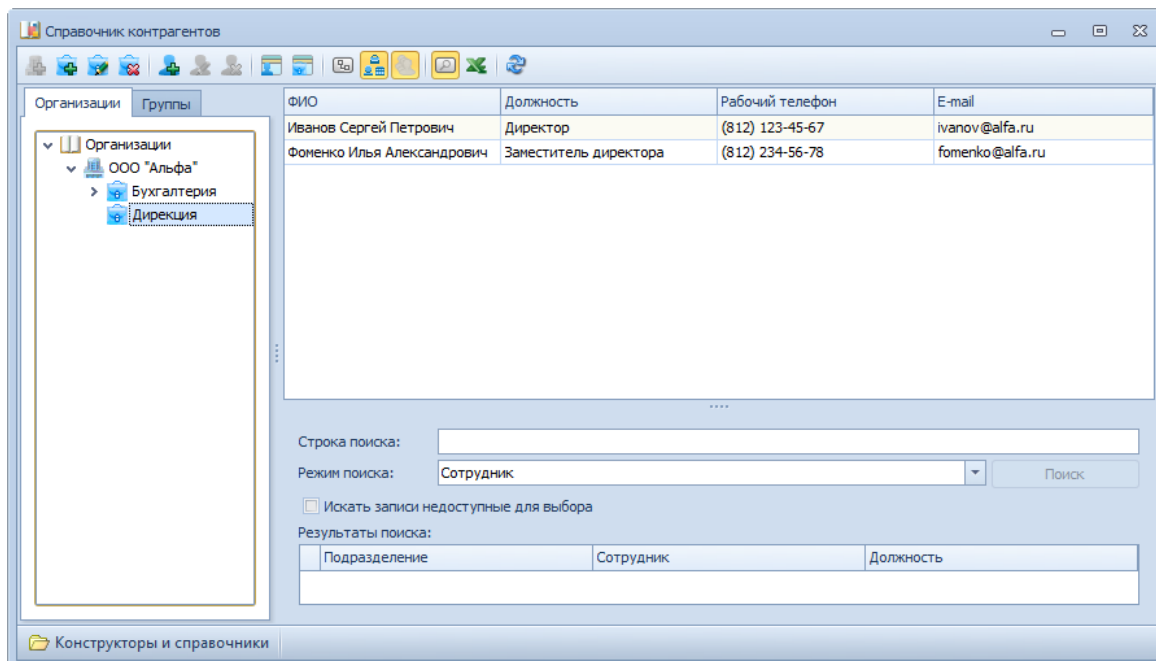 Справочник контрагентов
Организации Группы
Организации
ООО "Альфа"
Бухгалтерия
Дирекция
ФИО Должность Рабочий телефон E-mail
Иванов Сергей Петрович Директор (812) 123-45-67 ivanov@alfa.ru
Фоменко Илья Александрович Заместитель директора (812) 234-56-78 fomenko@alfa.ru
Строка поиска:
Режим поиска: Сотрудник Поиск
Искать записи недоступные для выбора
Результаты поиска:
Подразделение Сотрудник Должность
Конструкторы и справочники